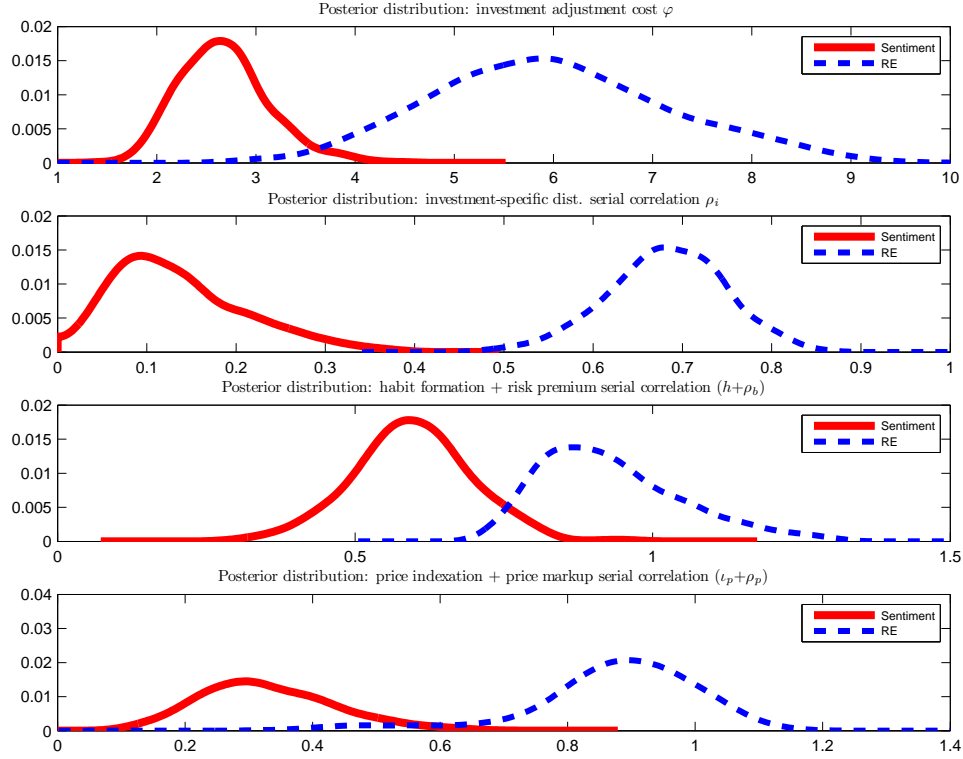 Posterior distribution: investment adjustment cost φ
0.02
0.015
0.01
0.005
0
1 2 3 4 5 6 7 8 9 10
Sentiment
RE
Posterior distribution: investment-specific dist. serial correlation ρ_i
0.02
0.015
0.01
0.005
0
0 0.1 0.2 0.3 0.4 0.5 0.6 0.7 0.8 0.9 1
Sentiment
RE
Posterior distribution: habit formation + risk premium serial correlation (h+ρ_b)
0.02
0.015
0.01
0.005
0
0 0.5 1 1.5
Sentiment
RE
Posterior distribution: price indexation + price markup serial correlation (ι_p+ρ_p)
0.04
0.03
0.02
0.01
0
0 0.2 0.4 0.6 0.8 1 1.2 1.4
Sentiment
RE